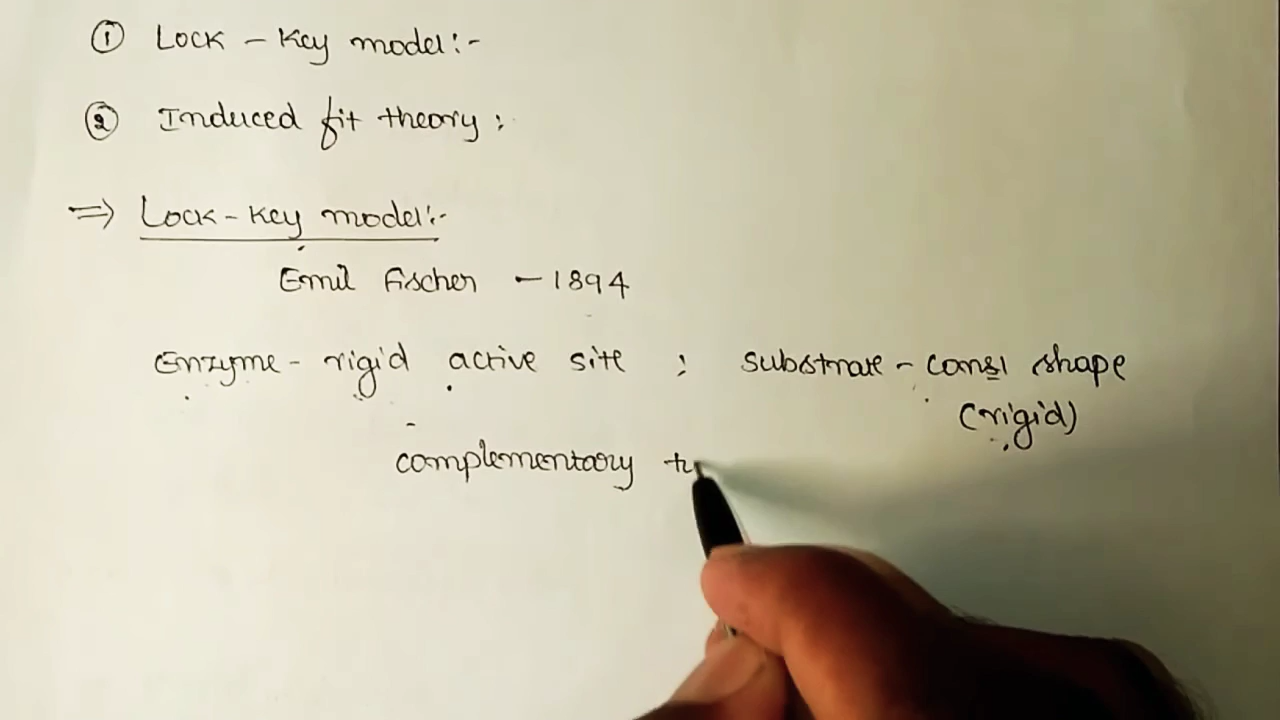 ① Lock - Key model:-
② Induced fit theory:
⇒ Lock-Key model:-
Emil Fischer - 1894
Enzyme - rigid active site ; substrate - cons1 shape
(rigid)
complementary